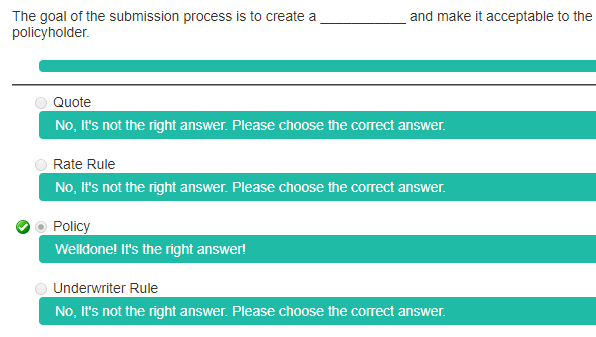 The goal of the submission process is to create a ___________ and make it acceptable to the
policyholder.
Quote
No, It's not the right answer. Please choose the correct answer.
Rate Rule
No, It's not the right answer. Please choose the correct answer.
Policy
Welldone! It's the right answer!
Underwriter Rule
No, It's not the right answer. Please choose the correct answer.